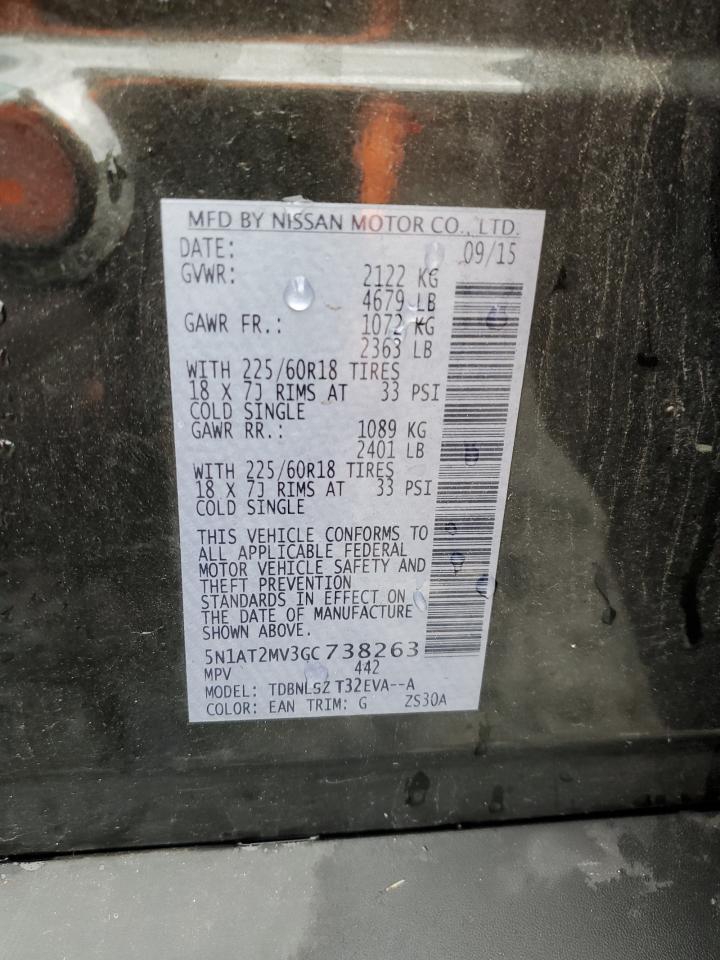 MFD BY NISSAN MOTOR CO., LTD.
DATE: 09/15
GVWR: 2122 KG
4679 LB
GAWR FR.: 1072 KG
2363 LB
WITH 225/60R18 TIRES
18 X 7J RIMS AT 33 PSI
COLD SINGLE
GAWR RR.: 1089 KG
2401 LB
WITH 225/60R18 TIRES
18 X 7J RIMS AT 33 PSI
COLD SINGLE
THIS VEHICLE CONFORMS TO
ALL APPLICABLE FEDERAL
MOTOR VEHICLE SAFETY AND
THEFT PREVENTION
STANDARDS IN EFFECT ON
THE DATE OF MANUFACTURE
SHOWN ABOVE.
5N1AT2MV3GC738263
MPV 442
MODEL: TDBNLSZ T32EVA--A
COLOR: EAN TRIM: G ZS30A